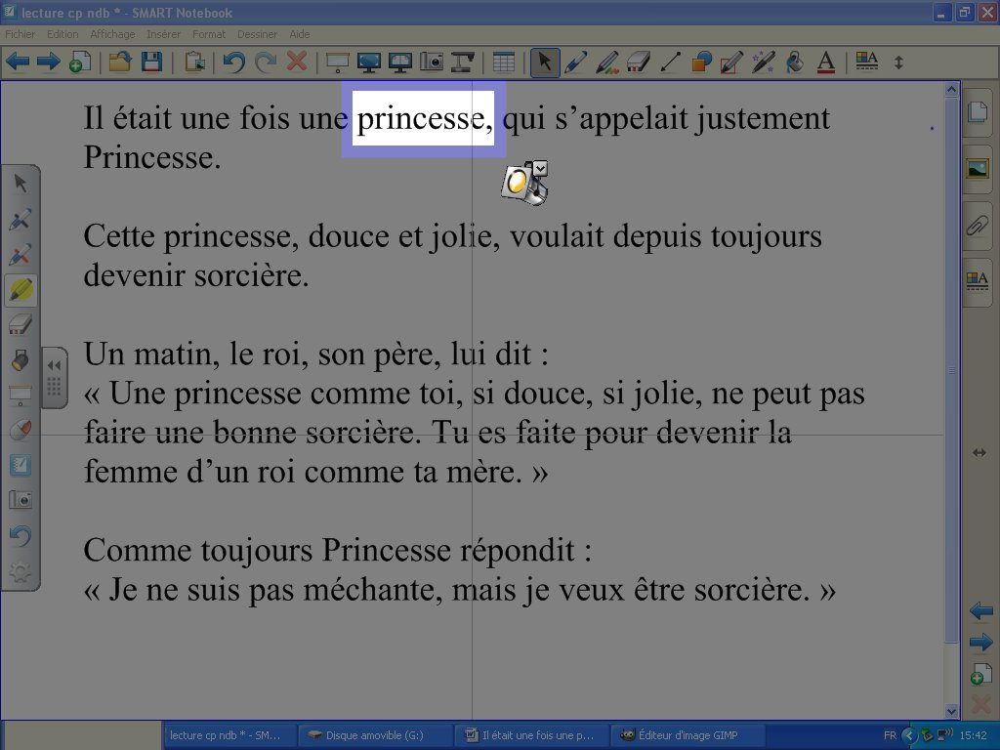 lecture cp ndb * - SMART Notebook
Fichier Edition Affichage Insérer Format Dessiner Aide
Il était une fois une princesse, qui s’appelait justement
Princesse.
Cette princesse, douce et jolie, voulait depuis toujours
devenir sorcière.
Un matin, le roi, son père, lui dit :
« Une princesse comme toi, si douce, si jolie, ne peut pas
faire une bonne sorcière. Tu es faite pour devenir la
femme d’un roi comme ta mère. »
Comme toujours Princesse répondit :
« Je ne suis pas méchante, mais je veux être sorcière. »
lecture cp ndb * - SM... Disque amovible (G:) Il était une fois une p... Éditeur d'image GIMP FR 15:42